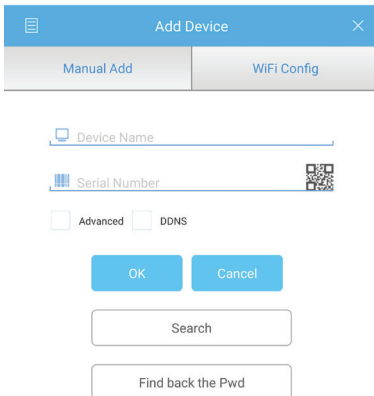 Add Device
Manual Add
WiFi Config
Device Name
Serial Number
Advanced
DDNS
OK
Cancel
Search
Find back the Pwd